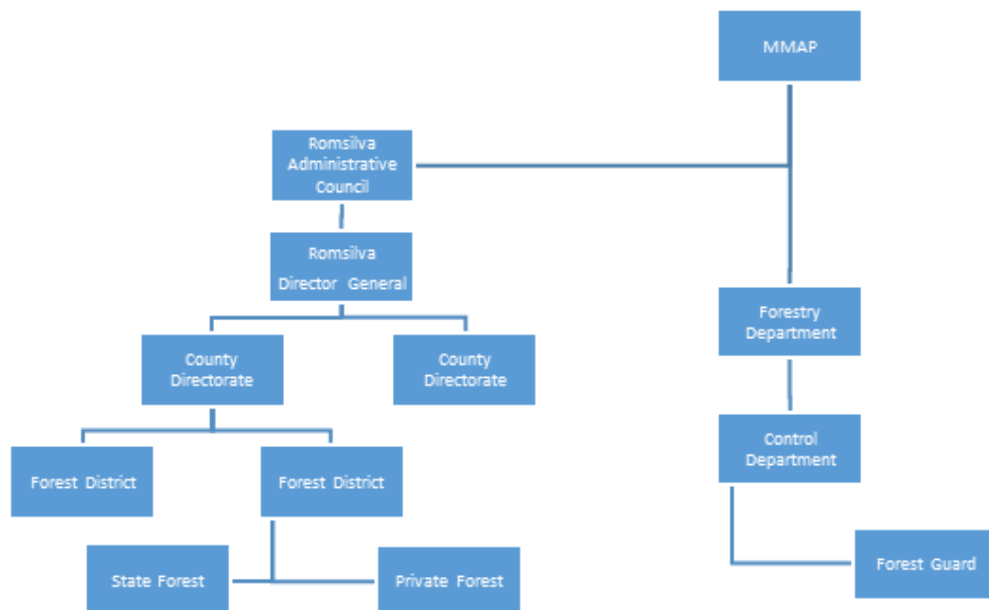 MMAP
Romsilva
Administrative
Council
Romsilva
Director General
Forestry
Department
County
Directorate
County
Directorate
Control
Department
Forest District
Forest District
Forest Guard
State Forest
Private Forest